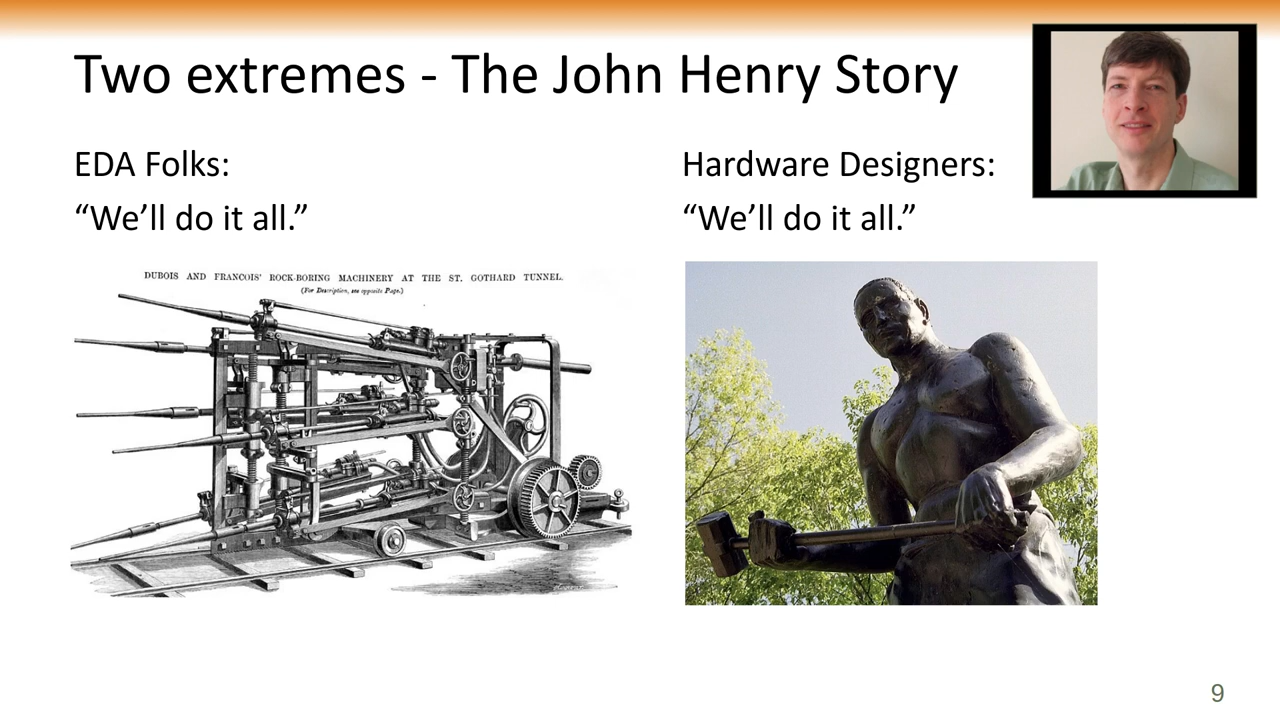 Two extremes - The John Henry Story
EDA Folks:
“We’ll do it all.”
Hardware Designers:
“We’ll do it all.”
DUBOIS AND FRANCOIS' ROCK-BORING MACHINERY AT THE ST. GOTHARD TUNNEL.
(For Description, see opposite Page.)
9